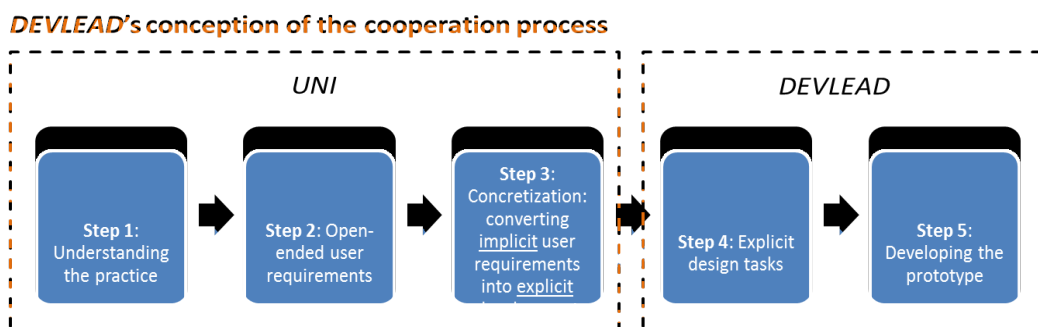 DEVLEAD's conception of the cooperation process
UNI
DEVLEAD
Step 1:
Understanding
the practice
Step 2: Open-
ended user
requirements
Step 3:
Concretization:
converting
implicit user
requirements
into explicit
Step 4: Explicit
design tasks
Step 5:
Developing the
prototype